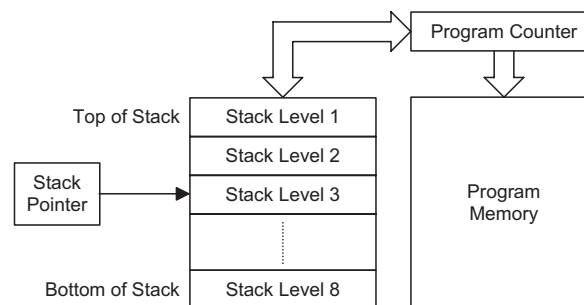 Program Counter
Top of Stack
Stack Level 1
Stack Level 2
Stack
Pointer
Stack Level 3
Program
Memory
Bottom of Stack
Stack Level 8